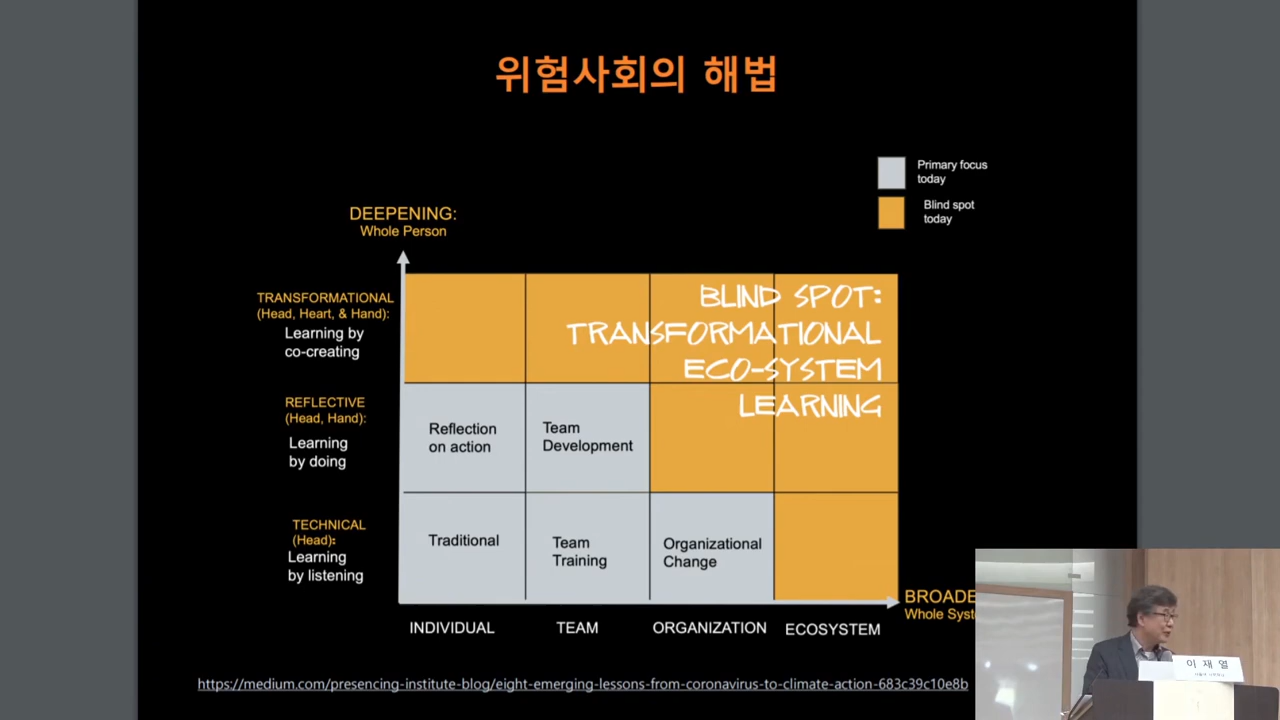 위험사회의 해법
Primary focus
today
Blind spot
today
DEEPENING:
Whole Person
TRANSFORMATIONAL
(Head, Heart, & Hand):
Learning by
co-creating
BLIND SPOT:
TRANSFORMATIONAL
ECO-SYSTEM
LEARNING
REFLECTIVE
(Head, Hand):
Learning
by doing
Reflection
on action
Team
Development
TECHNICAL
(Head):
Learning
by listening
Traditional
Team
Training
Organizational
Change
BROADE
Whole Syst
INDIVIDUAL
TEAM
ORGANIZATION
ECOSYSTEM
https://medium.com/presencing-institute-blog/eight-emerging-lessons-from-coronavirus-to-climate-action-683c39c10e8b
이 재 열